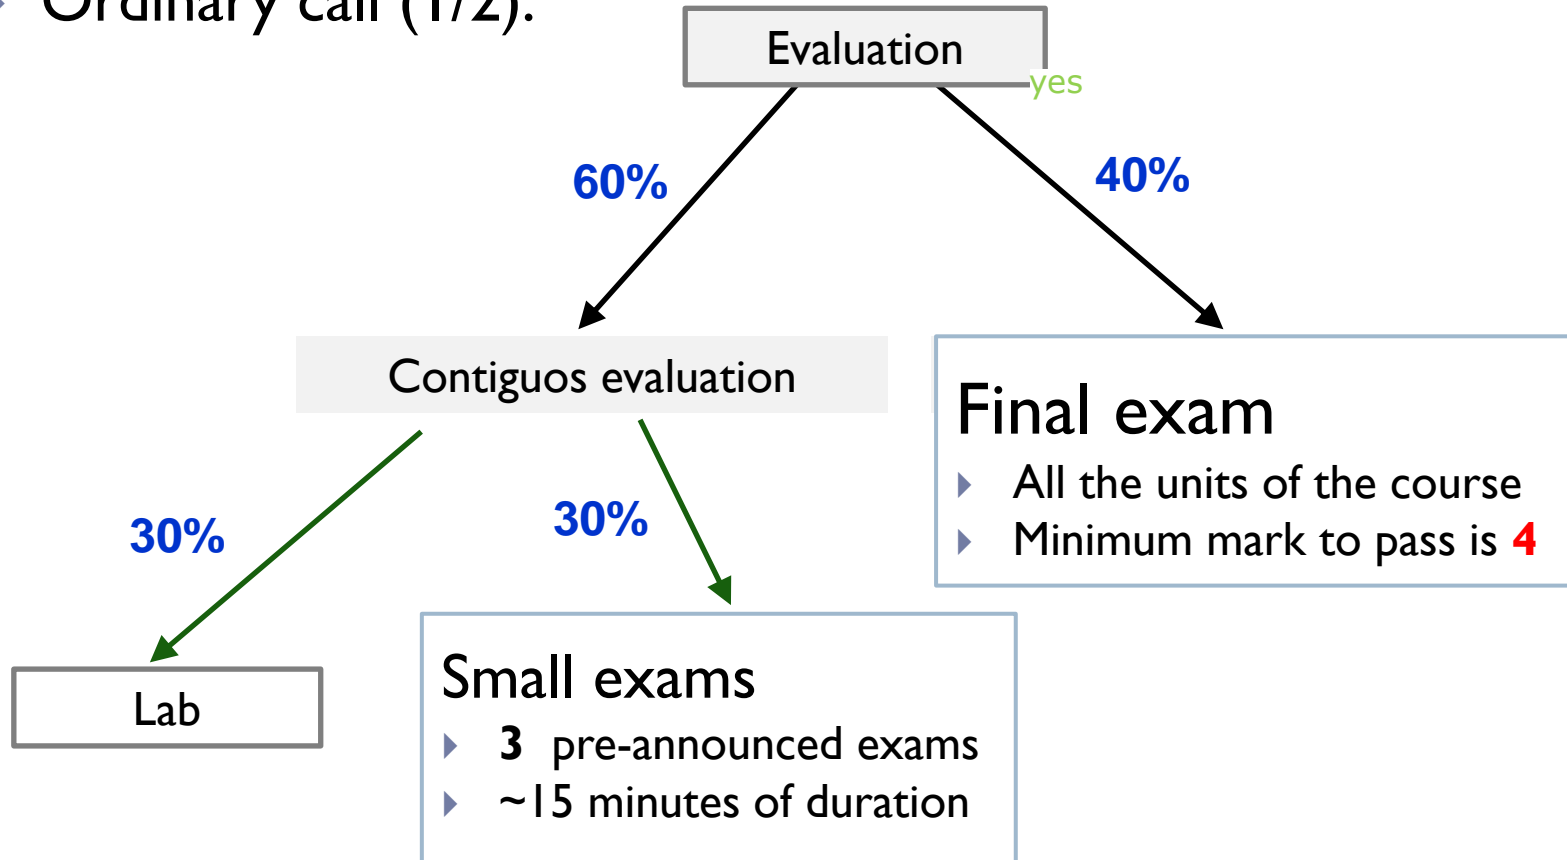 Ordinary call (1/2).
Evaluation
yes
60%
40%
Contiguos evaluation
Final exam
All the units of the course
Minimum mark to pass is 4
30%
30%
Lab
Small exams
3 pre-announced exams
~15 minutes of duration